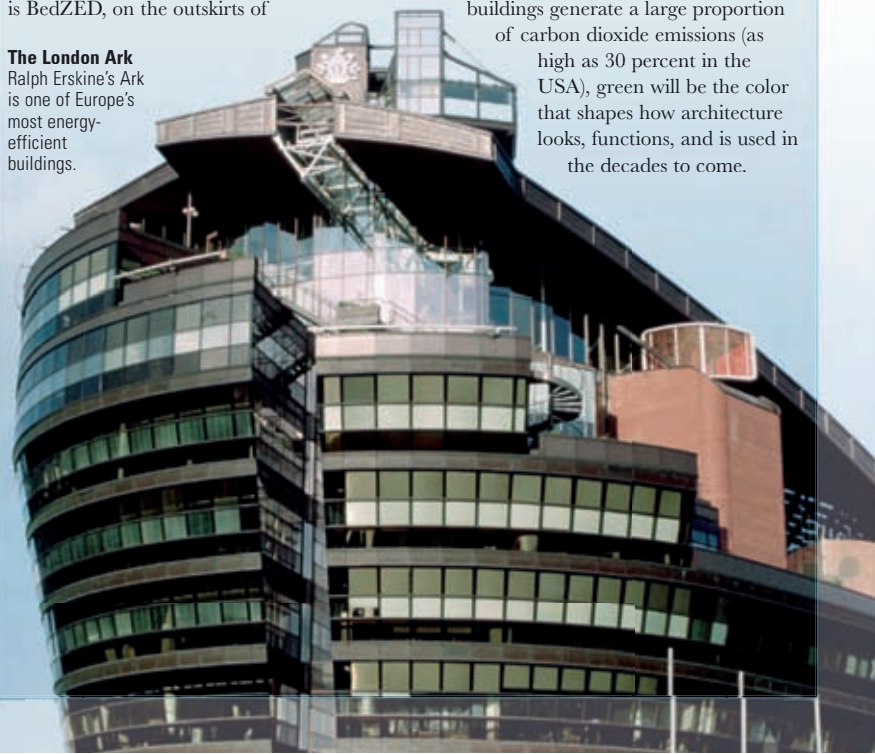 is BedZED, on the outskirts of
The London Ark
Ralph Erskine's Ark
is one of Europe's
most energy-
efficient
buildings.
buildings generate a large proportion
of carbon dioxide emissions (as
high as 30 percent in the
USA), green will be the color
that shapes how architecture
looks, functions, and is used in
the decades to come.